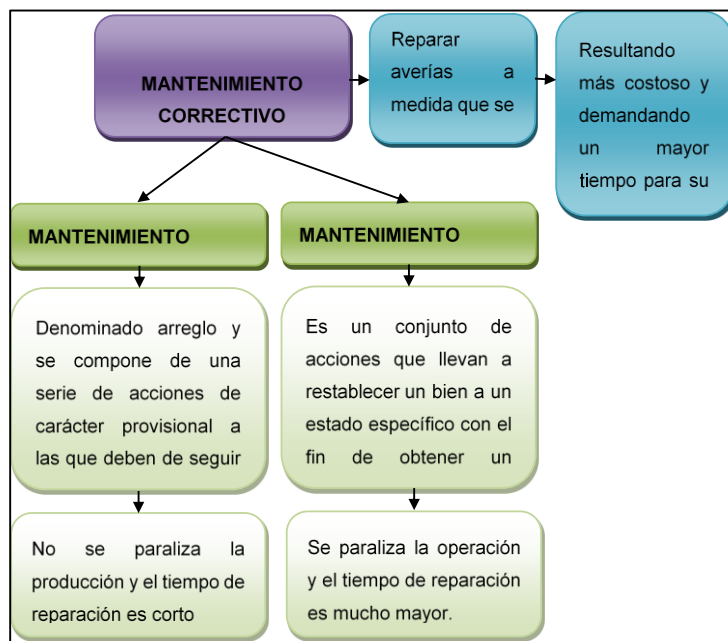 MANTENIMIENTO
CORRECTIVO
Reparar
averías a
medida que se
Resultando
más costoso y
demandando
un mayor
tiempo para su
MANTENIMIENTO
MANTENIMIENTO
Denominado arreglo y
se compone de una
serie de acciones de
carácter provisional a
las que deben de seguir
Es un conjunto de
acciones que llevan a
restablecer un bien a un
estado específico con el
fin de obtener un
No se paraliza la
producción y el tiempo de
reparación es corto
Se paraliza la operación
y el tiempo de reparación
es mucho mayor.